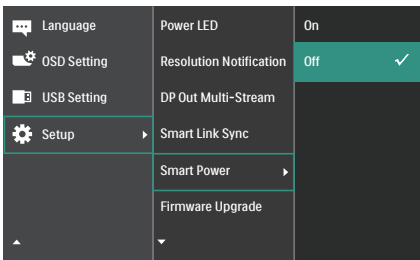 Language
OSD Setting
USB Setting
Setup
Power LED
Resolution Notification
DP Out Multi-Stream
Smart Link Sync
Smart Power
Firmware Upgrade
On
Off